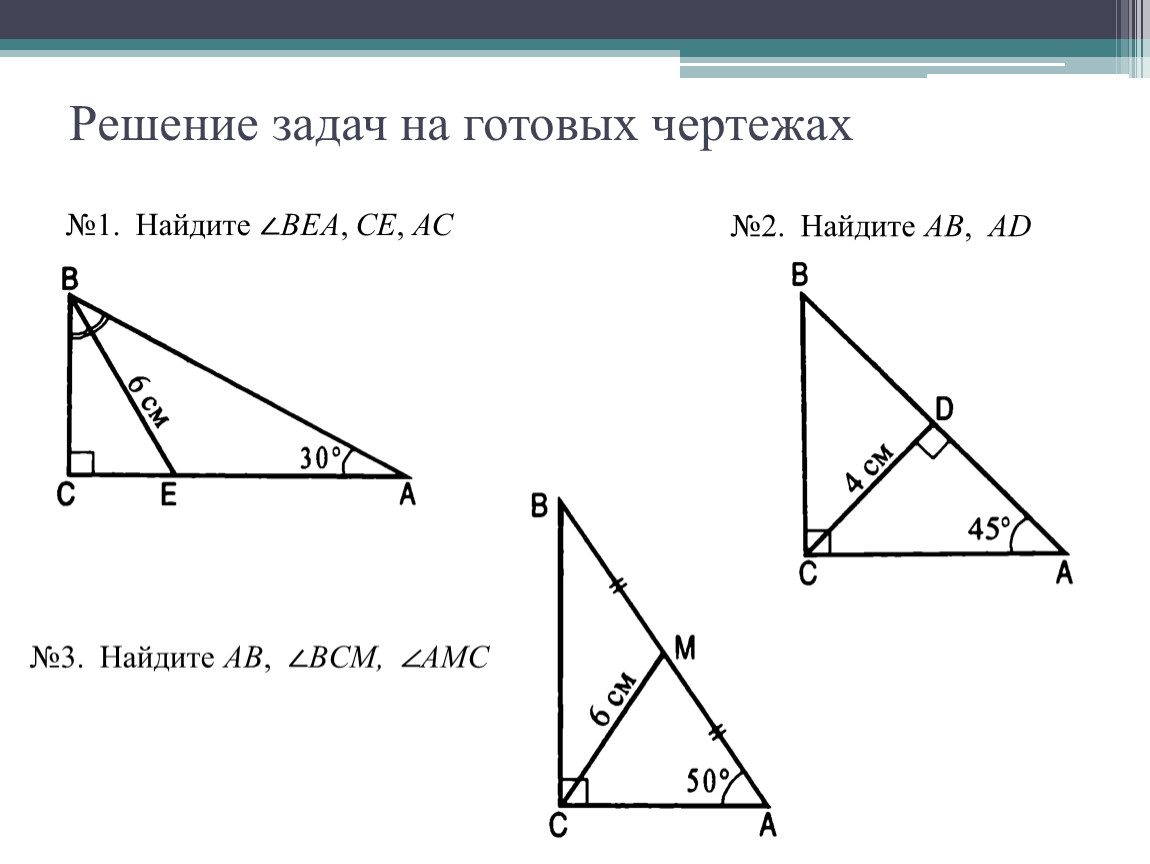 Решение задач на готовых чертежах
№1. Найдите ∠BEA, CE, AC
№2. Найдите AB, AD
B
6 см
30°
C E A
B
D
4 см
45°
C A
№3. Найдите AB, ∠BCM, ∠AMC
B
M
6 см
50°
C A